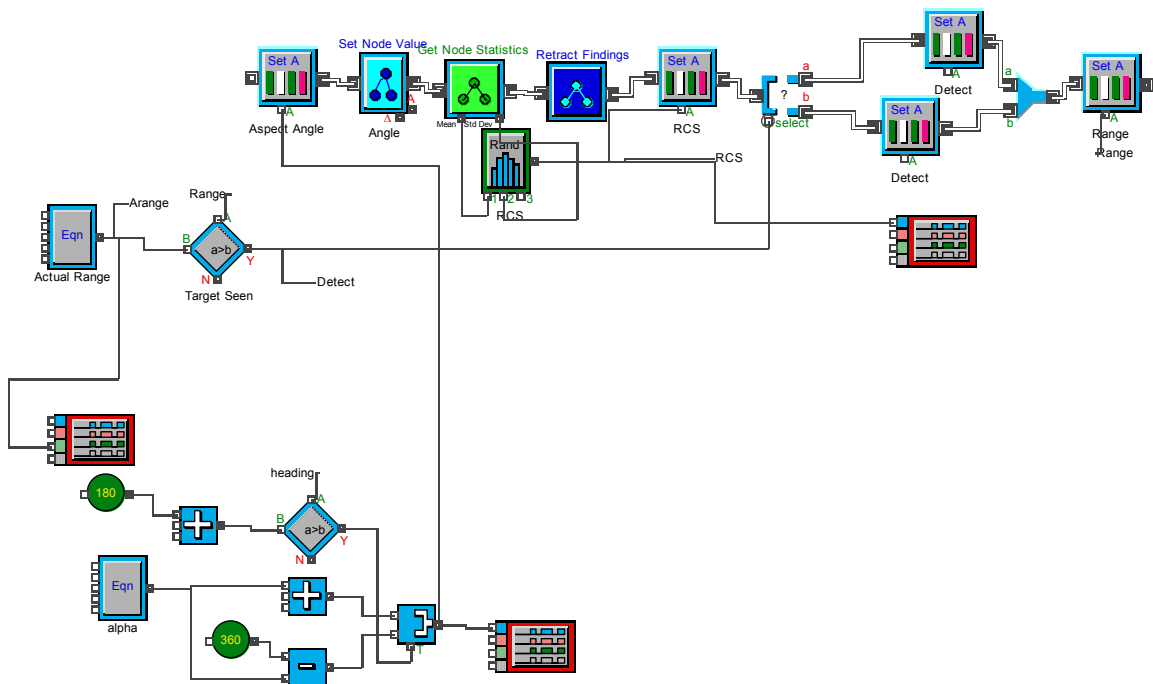 Set A
A
Aspect Angle
Set Node Value
A
Δ
Angle
Get Node Statistics
Mean
Std Dev
Retract Findings
Set A
A
RCS
?
a
b
select
Set A
A
Detect
Set A
A
Detect
a
b
Set A
A
Range
Range
Rand
1 2 3
RCS
RCS
Arange
Range
Eqn
Actual Range
A
B
a>b
Y
N
Target Seen
Detect
180
heading
A
B
a>b
Y
N
Eqn
alpha
360
T